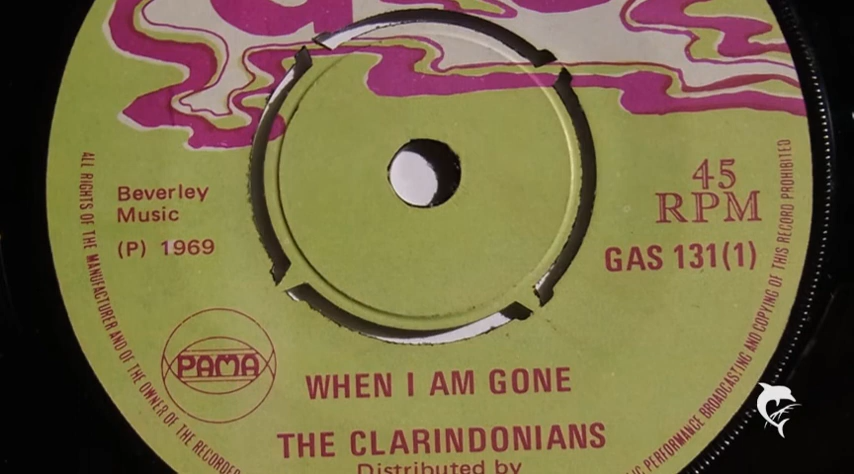 Beverley
Music
(P) 1969
45
RPM
GAS 131(1)
PAMA
WHEN I AM GONE
THE CLARINDONIANS
Distributed by
ALL RIGHTS OF THE MANUFACTURER AND OF THE OWNER OF THE RECORDED
PERFORMANCE BROADCASTING AND COPYING OF THIS RECORD PROHIBITED